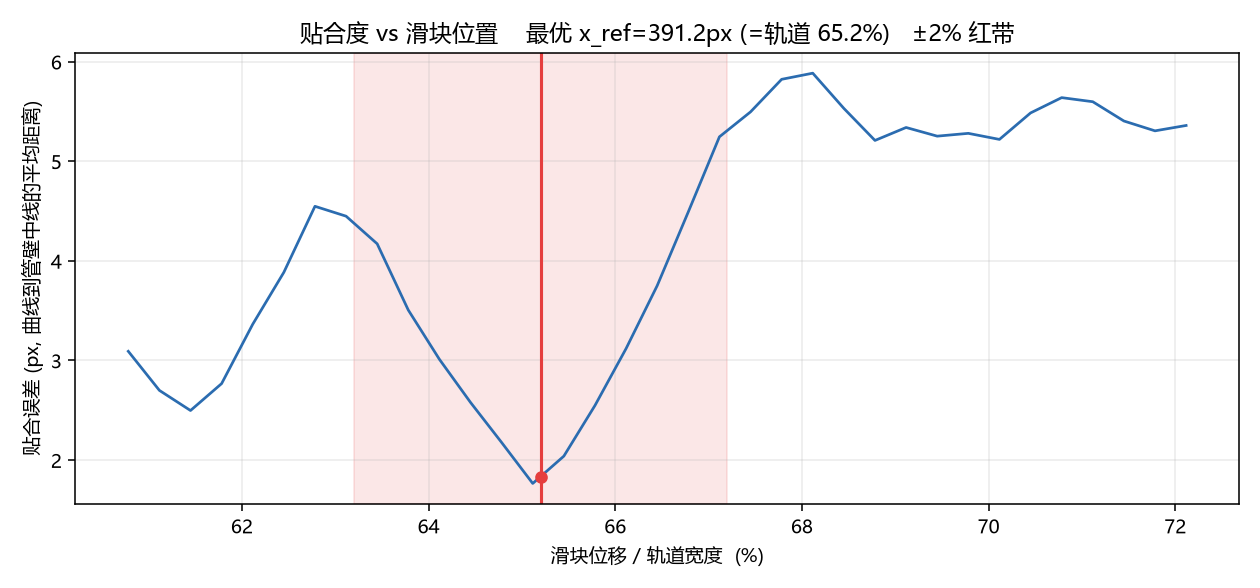 贴合度 vs 滑块位置 最优 x_ref=391.2px (=轨道 65.2%) ±2% 红带
贴合误差 (px, 曲线到管壁中线的平均距离)
6
5
4
3
2
62 64 66 68 70 72
滑块位移 / 轨道宽度 (%)